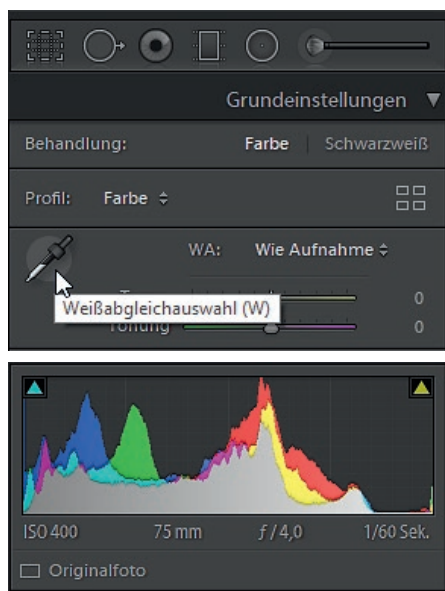 Grundeinstellungen
Behandlung: Farbe Schwarzweiß
Profil: Farbe
WA: Wie Aufnahme
0
Weißabgleichauswahl (W)
Tönung 0
ISO 400 75 mm f / 4,0 1/60 Sek.
Originalfoto